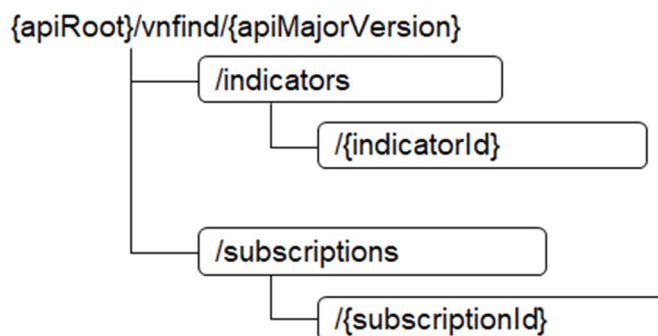 {apiRoot}/vnfind/{apiMajorVersion}
/indicators
/{indicatorId}
/subscriptions
/{subscriptionId}